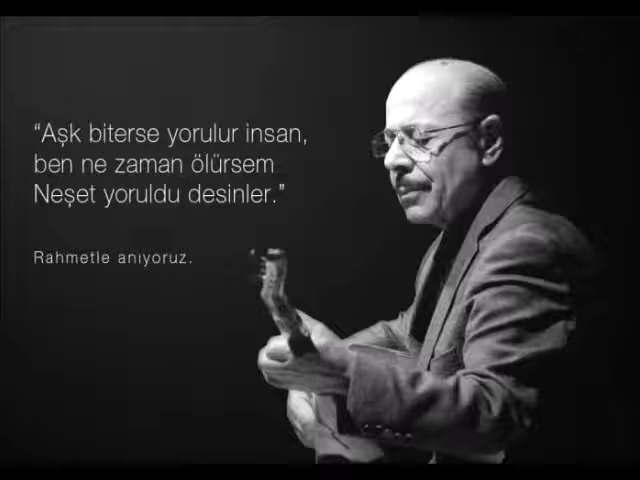 “Aşk biterse yorulur insan,
ben ne zaman ölürsem
Neşet yoruldu desinler.”
Rahmetle anıyoruz.